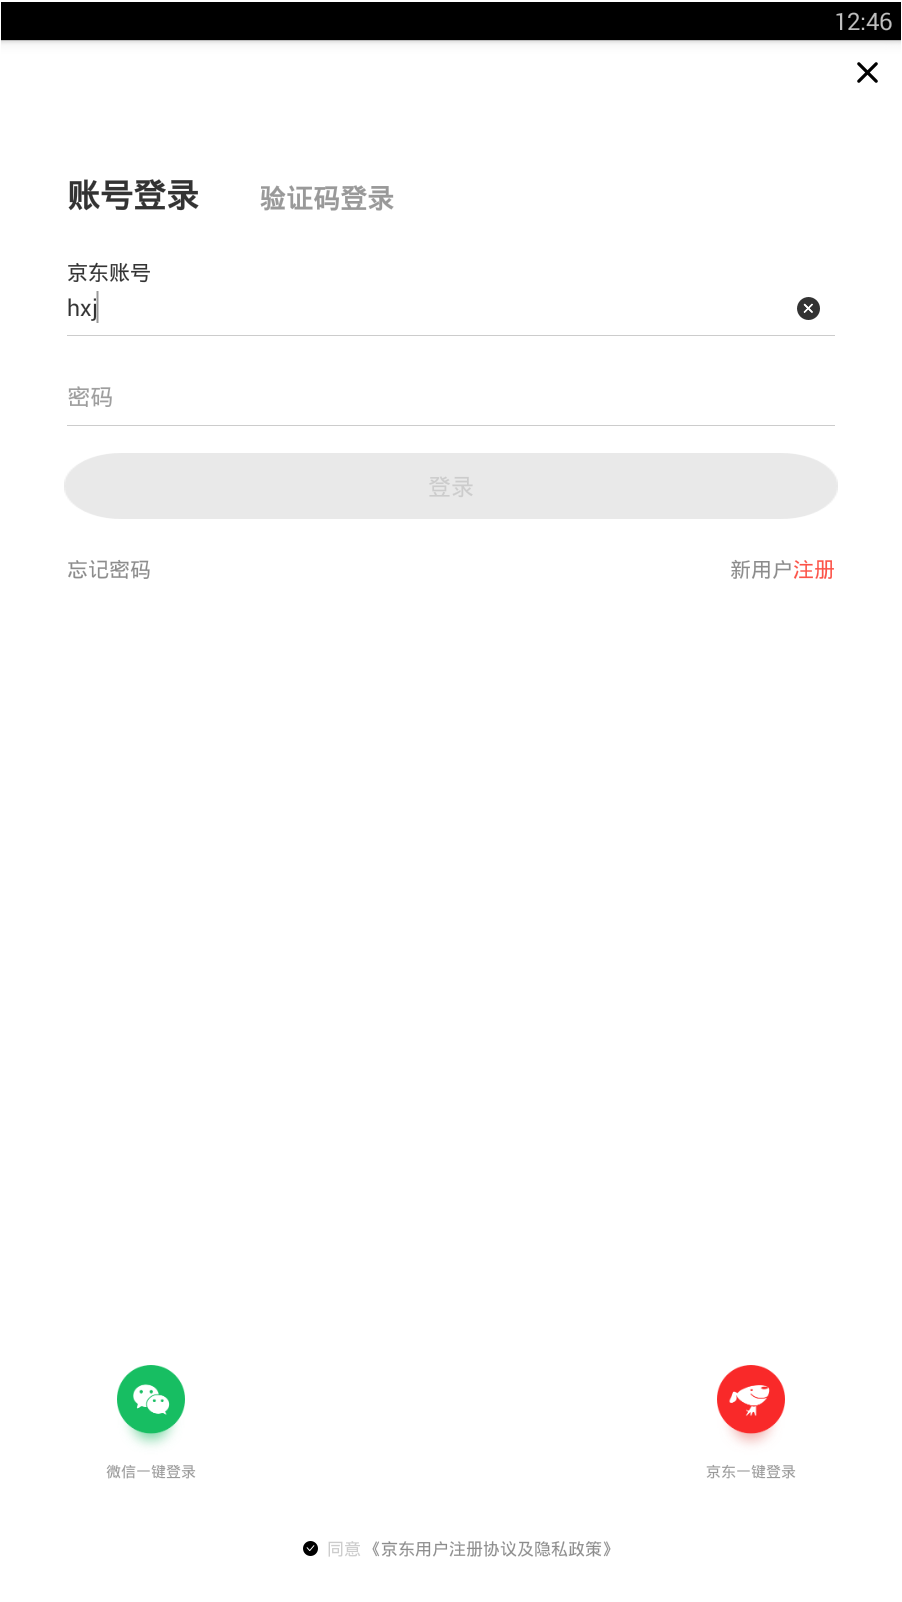 12:46
账号登录 验证码登录
京东账号
hxj
密码
登录
忘记密码 新用户注册
微信一键登录 京东一键登录
同意《京东用户注册协议及隐私政策》